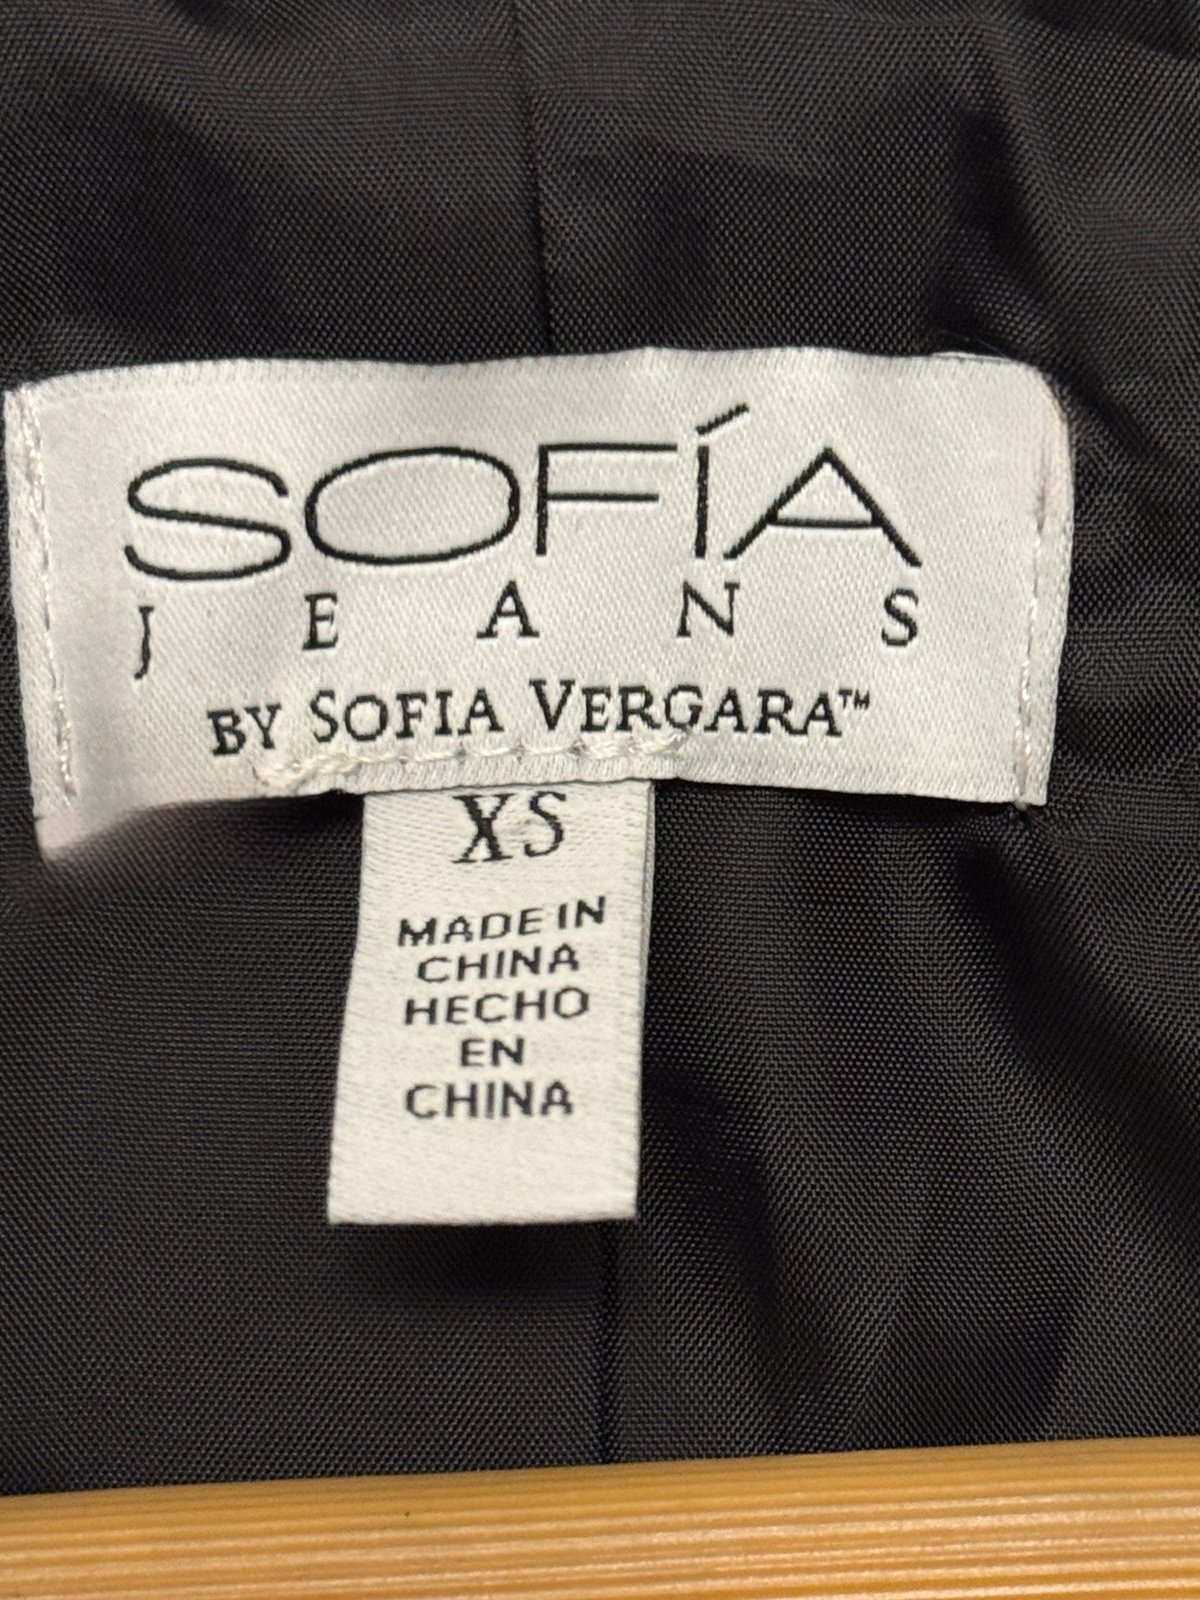 SOFÍA
JEANS
BY SOFIA VERGARA™
XS
MADE IN
CHINA
HECHO
EN
CHINA